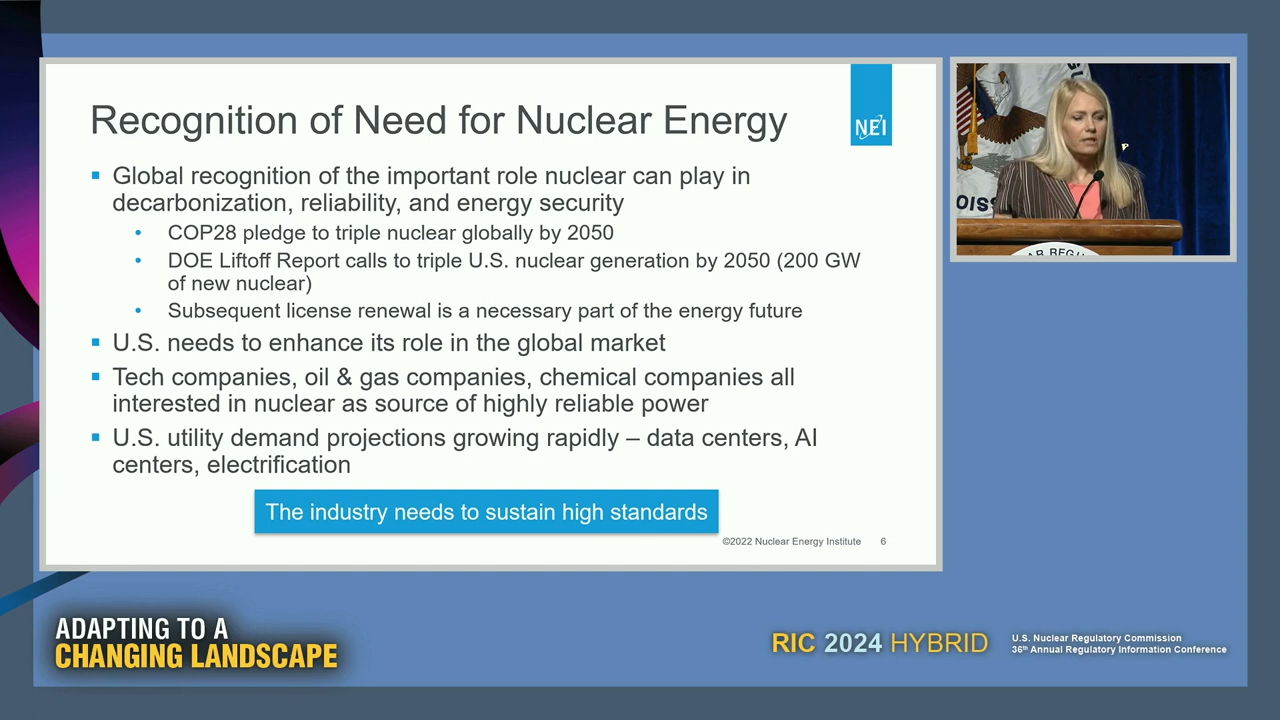 Recognition of Need for Nuclear Energy
NEI
▪ Global recognition of the important role nuclear can play in
decarbonization, reliability, and energy security
• COP28 pledge to triple nuclear globally by 2050
• DOE Liftoff Report calls to triple U.S. nuclear generation by 2050 (200 GW
of new nuclear)
• Subsequent license renewal is a necessary part of the energy future
▪ U.S. needs to enhance its role in the global market
▪ Tech companies, oil & gas companies, chemical companies all
interested in nuclear as source of highly reliable power
▪ U.S. utility demand projections growing rapidly – data centers, AI
centers, electrification
The industry needs to sustain high standards
©2022 Nuclear Energy Institute 6
OIS
AR REGU
ADAPTING TO A
CHANGING LANDSCAPE
RIC 2024 HYBRID
U.S. Nuclear Regulatory Commission
36th Annual Regulatory Information Conference